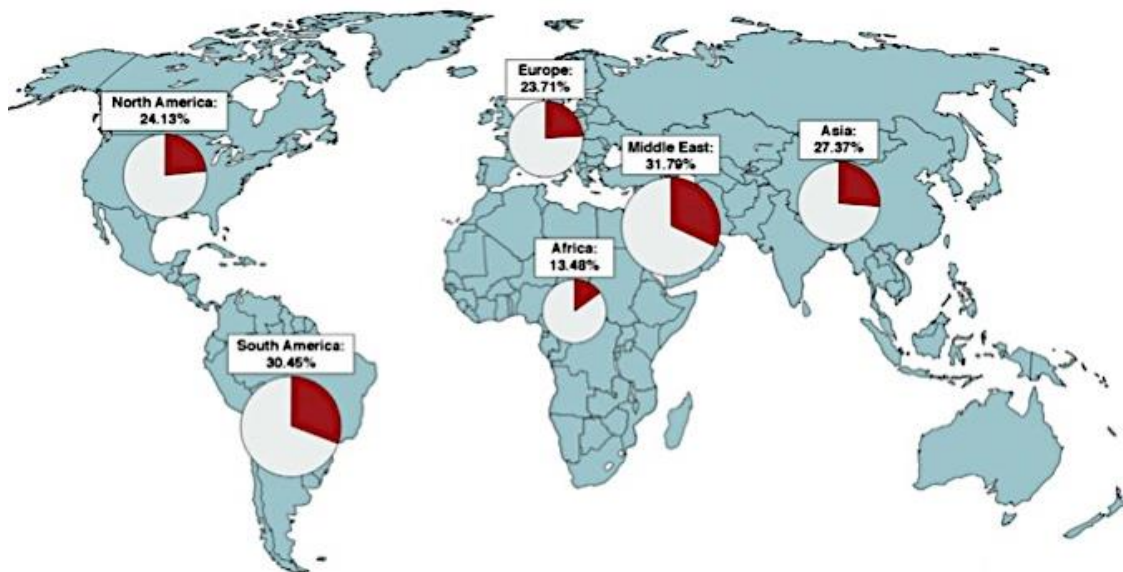 North America:
24.13%
Europe:
23.71%
Middle East:
31.79%
Asia:
27.37%
Africa:
13.48%
South America:
30.45%